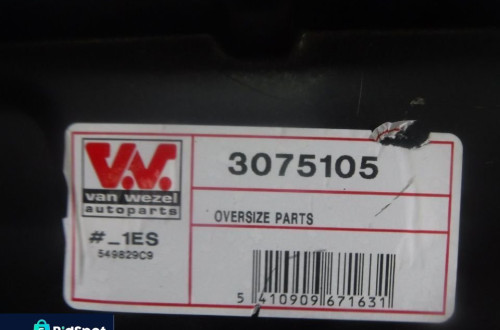 V.V.
van wezel
autoparts
3075105
OVERSIZE PARTS
#_1ES
549829C9
5 410909 671631
BidSpot